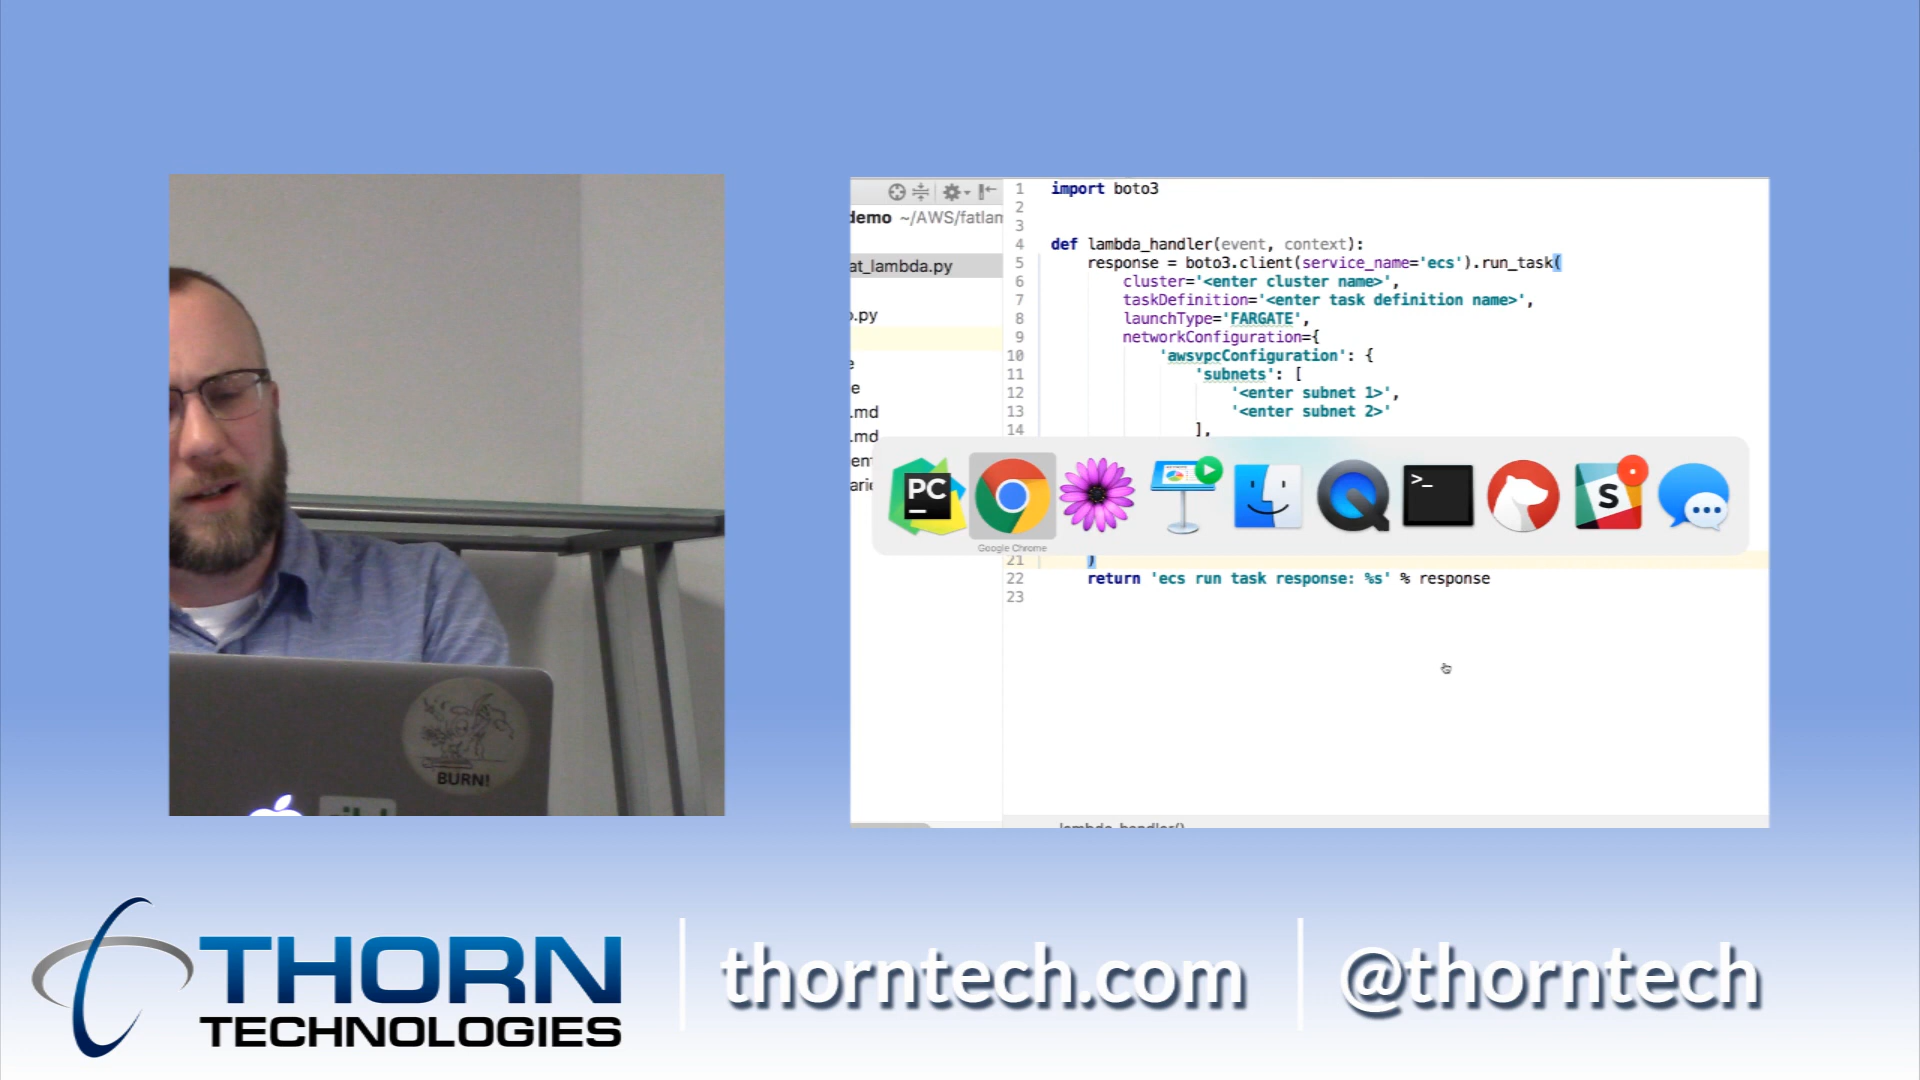 demo ~/AWS/fatlam
at_lambda.py
.py
e
e
.md
.md
1 import boto3
2
3
4 def lambda_handler(event, context):
5 response = boto3.client(service_name='ecs').run_task(
6 cluster='<enter cluster name>',
7 taskDefinition='<enter task definition name>',
8 launchType='FARGATE',
9 networkConfiguration={
10 'awsvpcConfiguration': {
11 'subnets': [
12 '<enter subnet 1>',
13 '<enter subnet 2>'
14 ],
PC
>_
S
Google Chrome
21 )
22 return 'ecs run task response: %s' % response
23
lambda_handler()
BURN!
THORN
TECHNOLOGIES
thorntech.com
@thorntech